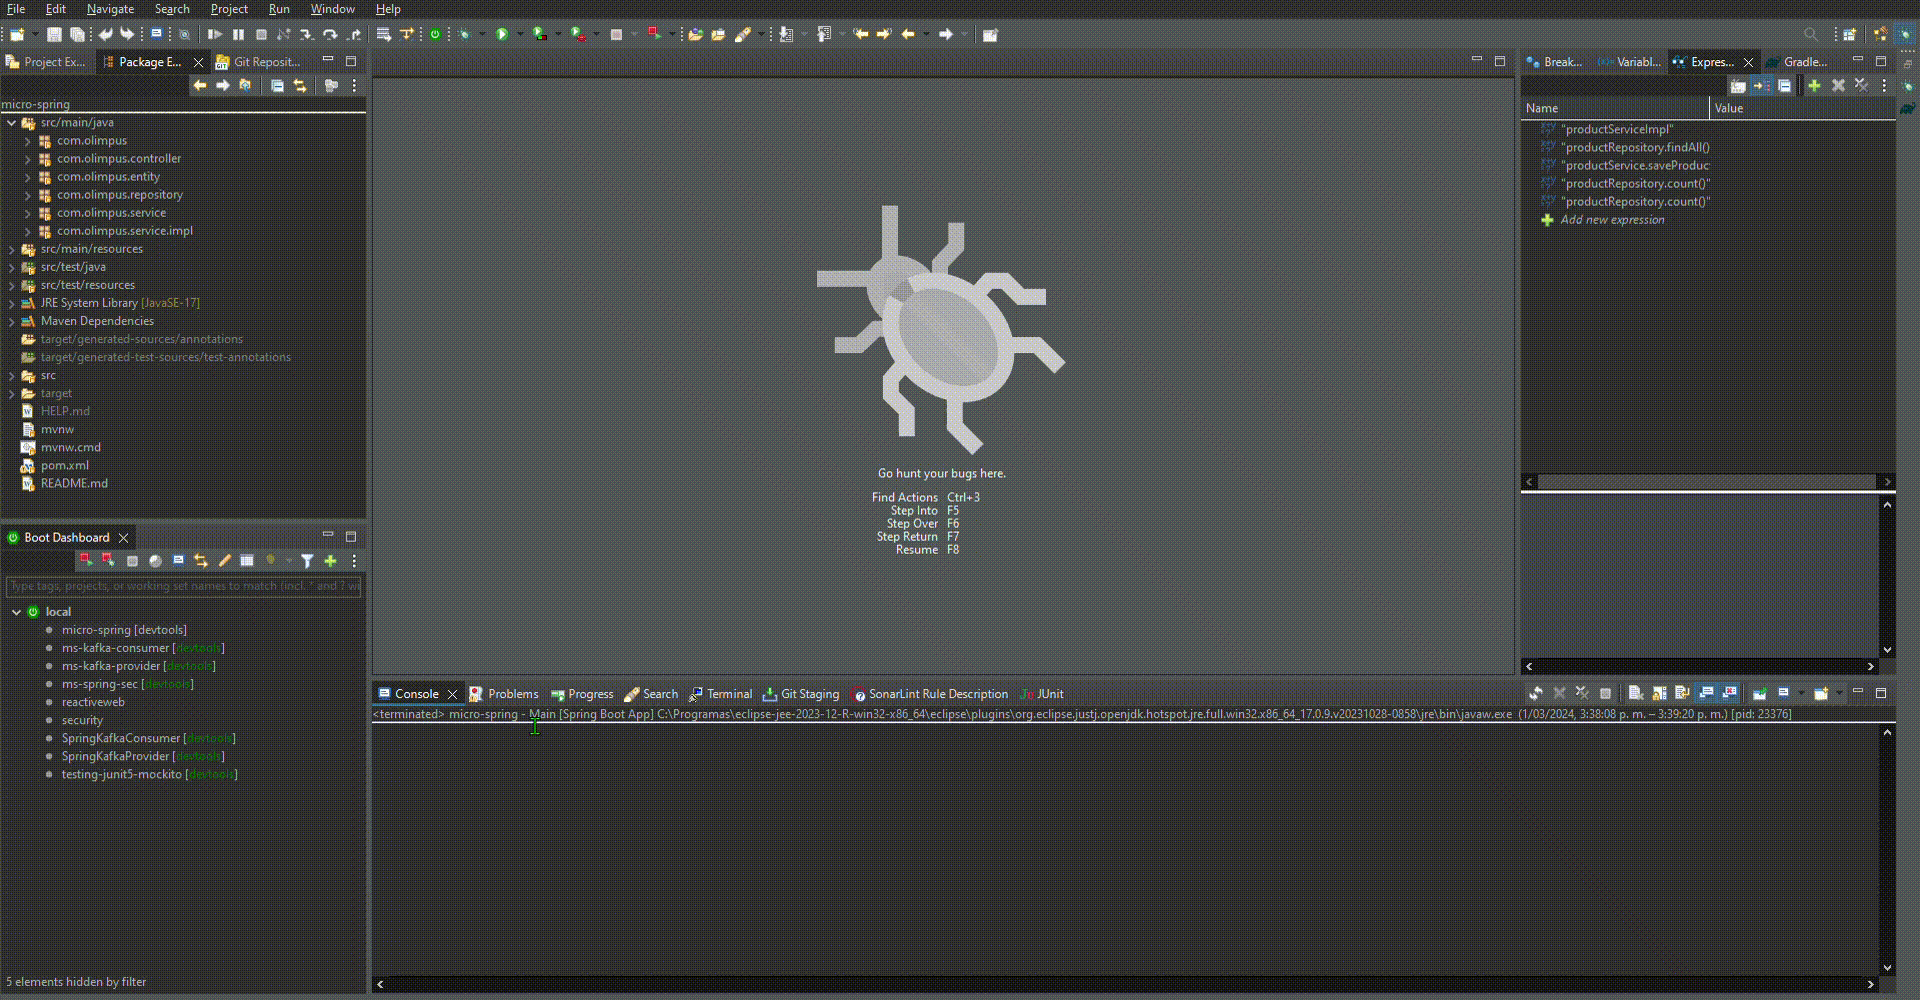 File Edit Navigate Search Project Run Window Help
Project Ex... Package E... Git Reposit...
micro-spring
src/main/java
com.olimpus
com.olimpus.controller
com.olimpus.entity
com.olimpus.repository
com.olimpus.service
com.olimpus.service.impl
src/main/resources
src/test/java
src/test/resources
JRE System Library [JavaSE-17]
Maven Dependencies
target/generated-sources/annotations
target/generated-test-sources/test-annotations
src
target
HELP.md
mvnw
mvnw.cmd
pom.xml
README.md
Boot Dashboard
Type tags, projects, or working set names to match (incl. * and ? wi
local
micro-spring [devtools]
ms-kafka-consumer [devtools]
ms-kafka-provider [devtools]
ms-spring-sec [devtools]
reactiveweb
security
SpringKafkaConsumer [devtools]
SpringKafkaProvider [devtools]
testing-junit5-mockito [devtools]
5 elements hidden by filter
Go hunt your bugs here.
Find Actions Ctrl+3
Step Into F5
Step Over F6
Step Return F7
Resume F8
Break... Variabl... Expres... Gradle...
Name Value
"productServiceImpl"
"productRepository.findAll()
"productService.saveProduc
"productRepository.count()"
"productRepository.count()"
Add new expression
Console Problems Progress Search Terminal Git Staging SonarLint Rule Description JUnit
<terminated> micro-spring - Main [Spring Boot App] C:\Programas\eclipse-jee-2023-12-R-win32-x86_64\eclipse\plugins\org.eclipse.justj.openjdk.hotspot.jre.full.win32.x86_64_17.0.9.v20231028-0858\jre\bin\javaw.exe (1/03/2024, 3:38:08 p. m. – 3:39:20 p. m.) [pid: 23376]